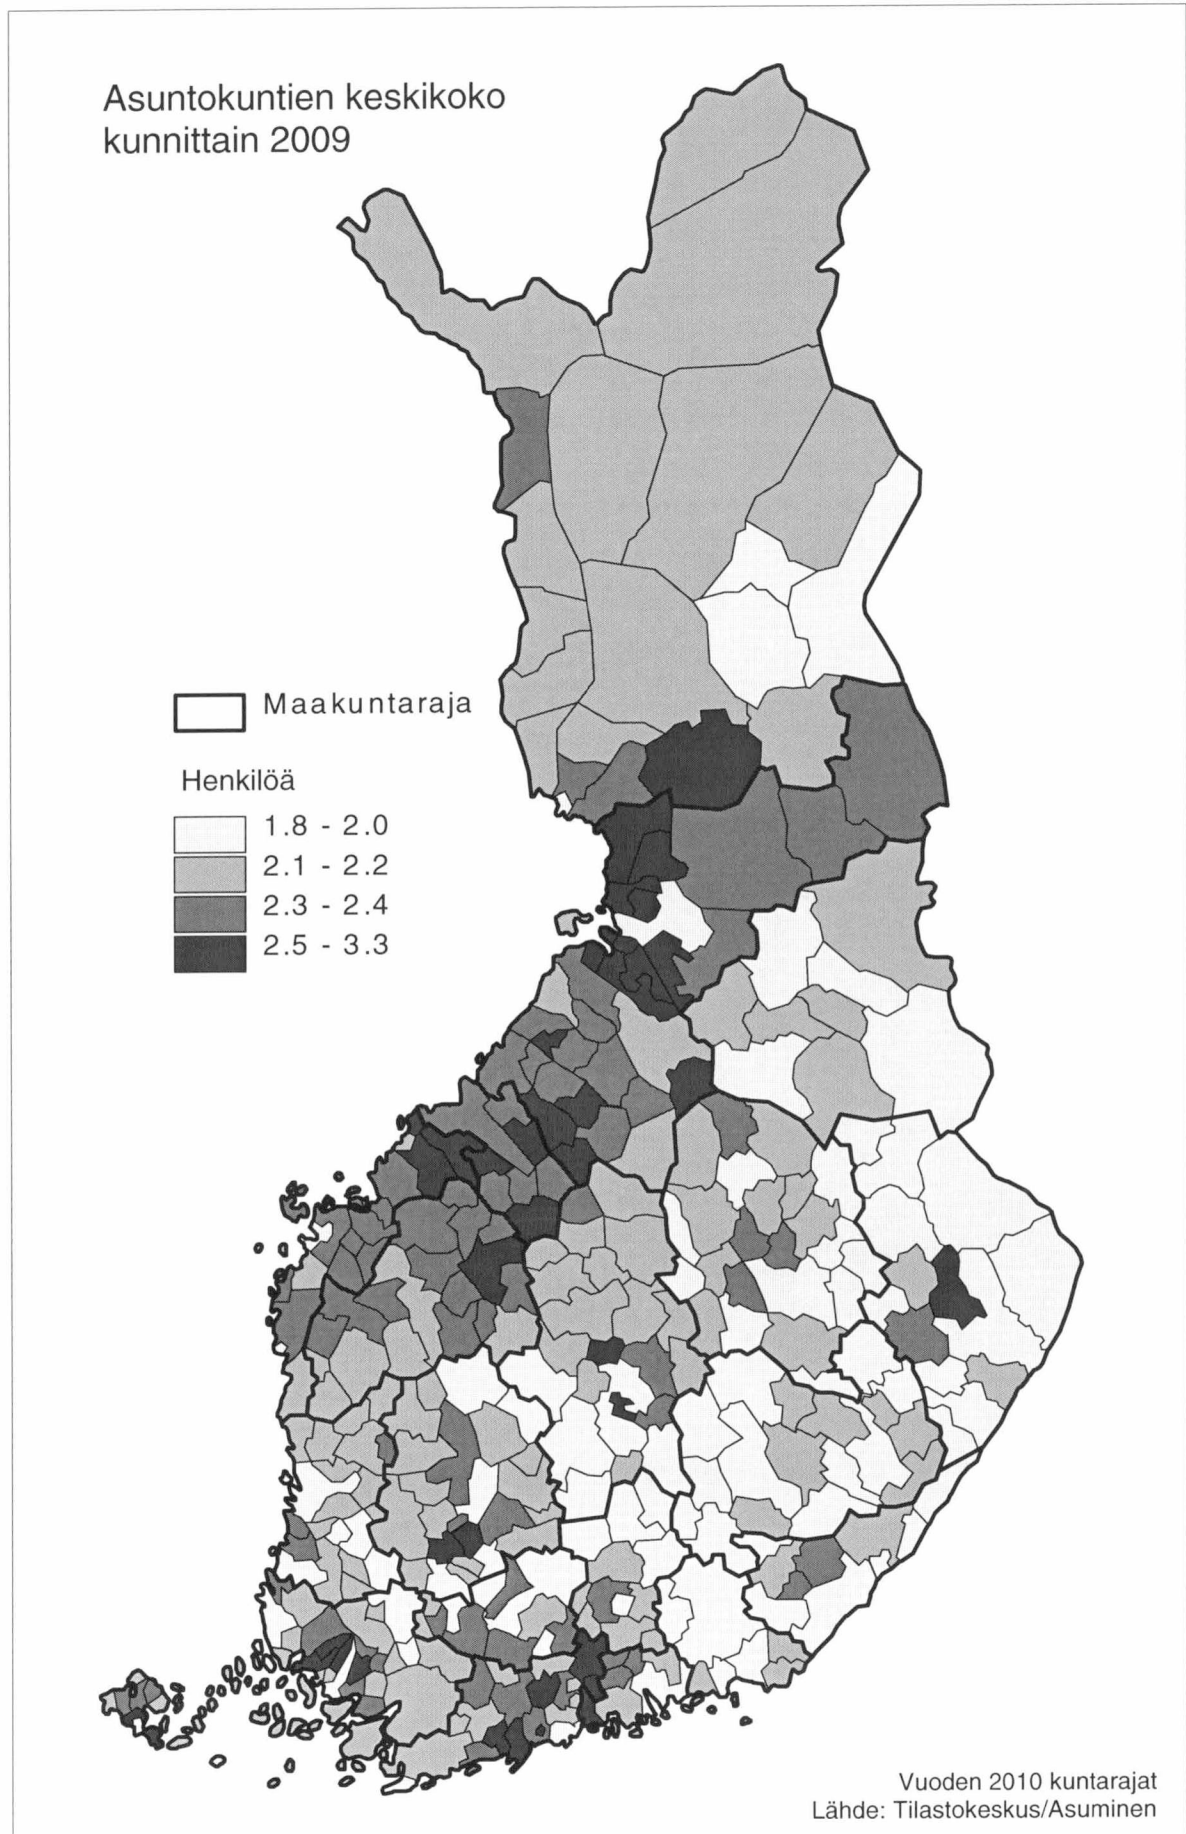 Asuntokuntien keskikoko
kunnittain 2009
Maakuntaraja
Henkilöä
1.8 - 2.0
2.1 - 2.2
2.3 - 2.4
2.5 - 3.3
Vuoden 2010 kuntarajat
Lähde: Tilastokeskus/Asuminen